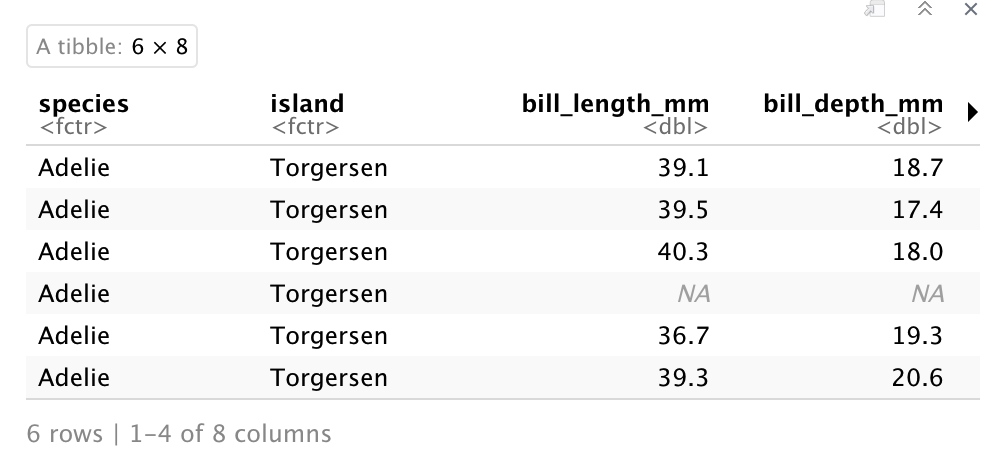 A tibble: 6 × 8
species island bill_length_mm bill_depth_mm
<fctr> <fctr> <dbl> <dbl>
Adelie Torgersen 39.1 18.7
Adelie Torgersen 39.5 17.4
Adelie Torgersen 40.3 18.0
Adelie Torgersen NA NA
Adelie Torgersen 36.7 19.3
Adelie Torgersen 39.3 20.6
6 rows | 1–4 of 8 columns